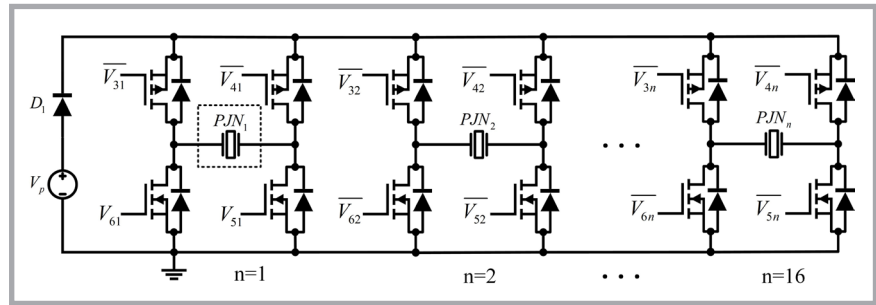 V̅31̅ V̅41̅ V̅32̅ V̅42̅ V̅3n̅ V̅4n̅
D1 PJN1 PJN2 PJNn
. . .
Vp
V61 V51 V̅62̅ V̅52̅ V̅6n̅ V̅5n̅
n=1 n=2 . . . n=16